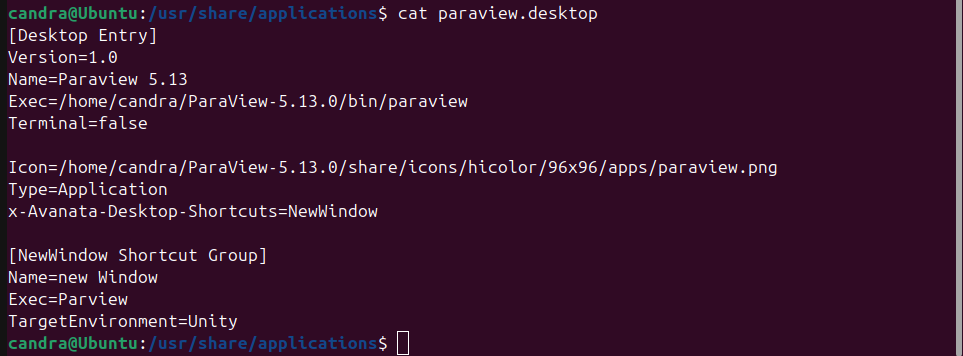 candra@Ubuntu:/usr/share/applications$ cat paraview.desktop
[Desktop Entry]
Version=1.0
Name=Paraview 5.13
Exec=/home/candra/ParaView-5.13.0/bin/paraview
Terminal=false
Icon=/home/candra/ParaView-5.13.0/share/icons/hicolor/96x96/apps/paraview.png
Type=Application
x-Avanata-Desktop-Shortcuts=NewWindow
[NewWindow Shortcut Group]
Name=new Window
Exec=Parview
TargetEnvironment=Unity
candra@Ubuntu:/usr/share/applications$